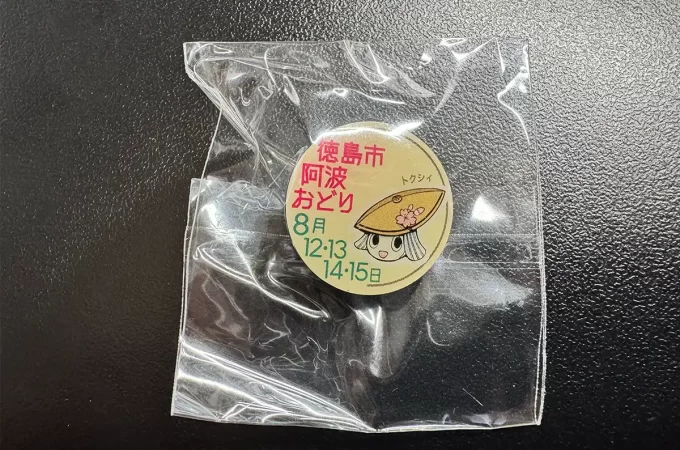 徳島市
阿波
おどり
8月
12・13
14・15日
トクシィ